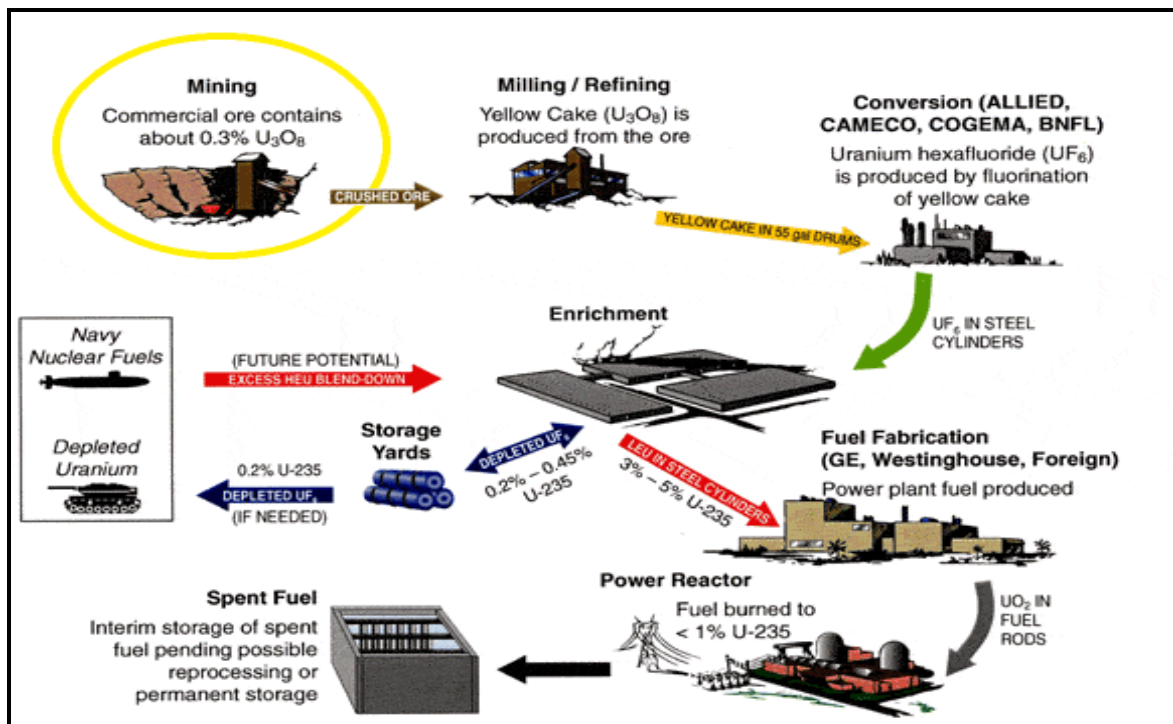 Mining
Commercial ore contains
about 0.3% U₃O₈
CRUSHED ORE
Milling / Refining
Yellow Cake (U₃O₈) is
produced from the ore
YELLOW CAKE IN 55 gal DRUMS
Conversion (ALLIED,
CAMECO, COGEMA, BNFL)
Uranium hexafluoride (UF₆)
is produced by fluorination
of yellow cake
UF₆ IN STEEL
CYLINDERS
Enrichment
Navy
Nuclear Fuels
(FUTURE POTENTIAL)
EXCESS HEU BLEND-DOWN
Depleted
Uranium
0.2% U-235
DEPLETED UF₆
(IF NEEDED)
Storage
Yards
DEPLETED UF₆
0.2% – 0.45%
U-235
LEU IN STEEL CYLINDERS
3% – 5% U-235
Fuel Fabrication
(GE, Westinghouse, Foreign)
Power plant fuel produced
UO₂ IN
FUEL
RODS
Power Reactor
Fuel burned to
< 1% U-235
Spent Fuel
Interim storage of spent
fuel pending possible
reprocessing or
permanent storage